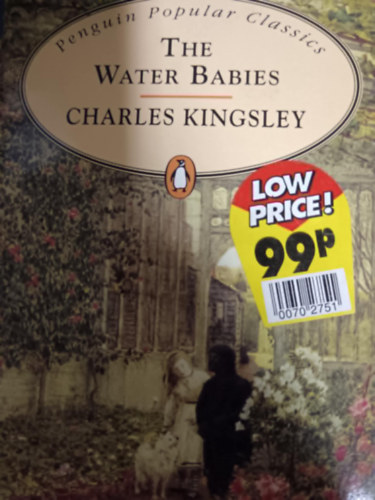 Penguin Popular Classics
THE
WATER BABIES
CHARLES KINGSLEY
LOW
PRICE!
99p
0070 2751